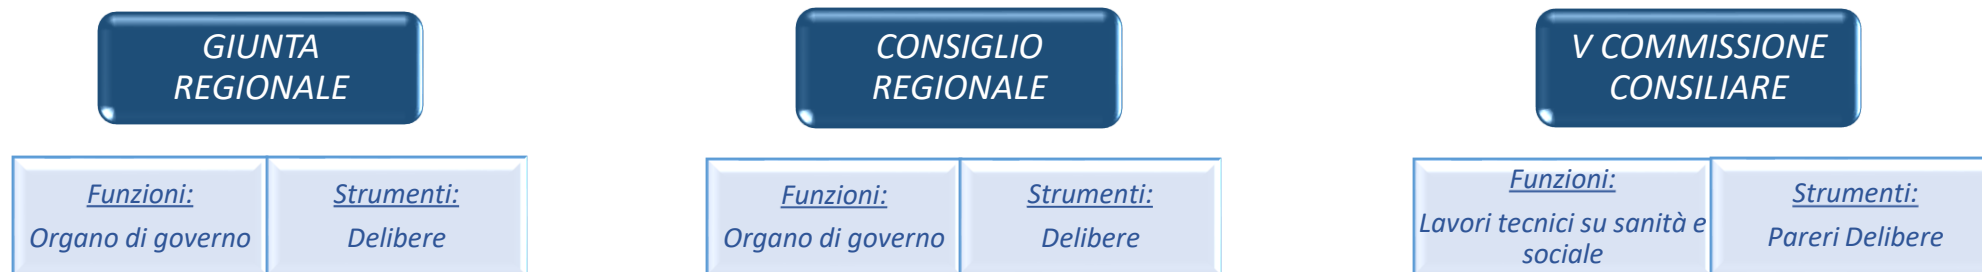 GIUNTA
REGIONALE
CONSIGLIO
REGIONALE
V COMMISSIONE
CONSILIARE
Funzioni:
Organo di governo
Strumenti:
Delibere
Funzioni:
Organo di governo
Strumenti:
Delibere
Funzioni:
Lavori tecnici su sanità e
sociale
Strumenti:
Pareri Delibere